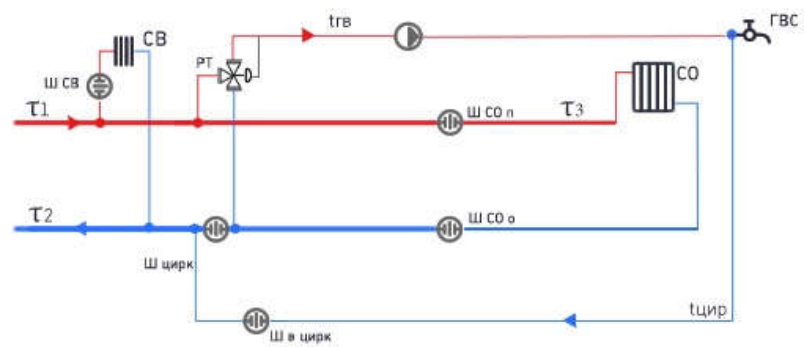 tгв
ГВС
СВ
РТ
Ш СВ
СО
τ1
Ш СО п
τ3
τ2
Ш СО о
Ш цирк
tцир
Ш в цирк